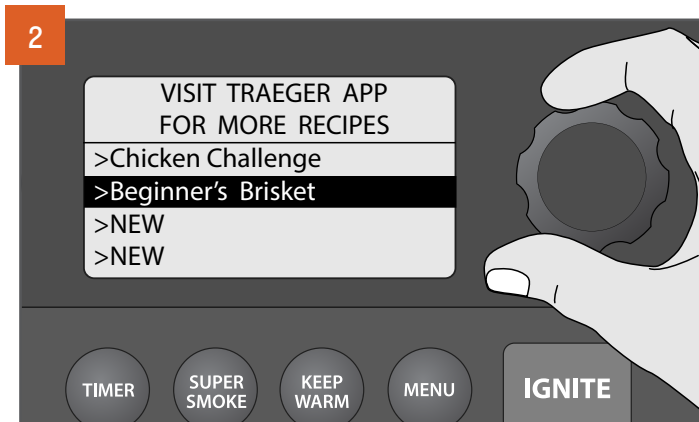 2
VISIT TRAEGER APP
FOR MORE RECIPES
>Chicken Challenge
>Beginner's Brisket
>NEW
>NEW
TIMER
SUPER
SMOKE
KEEP
WARM
MENU
IGNITE